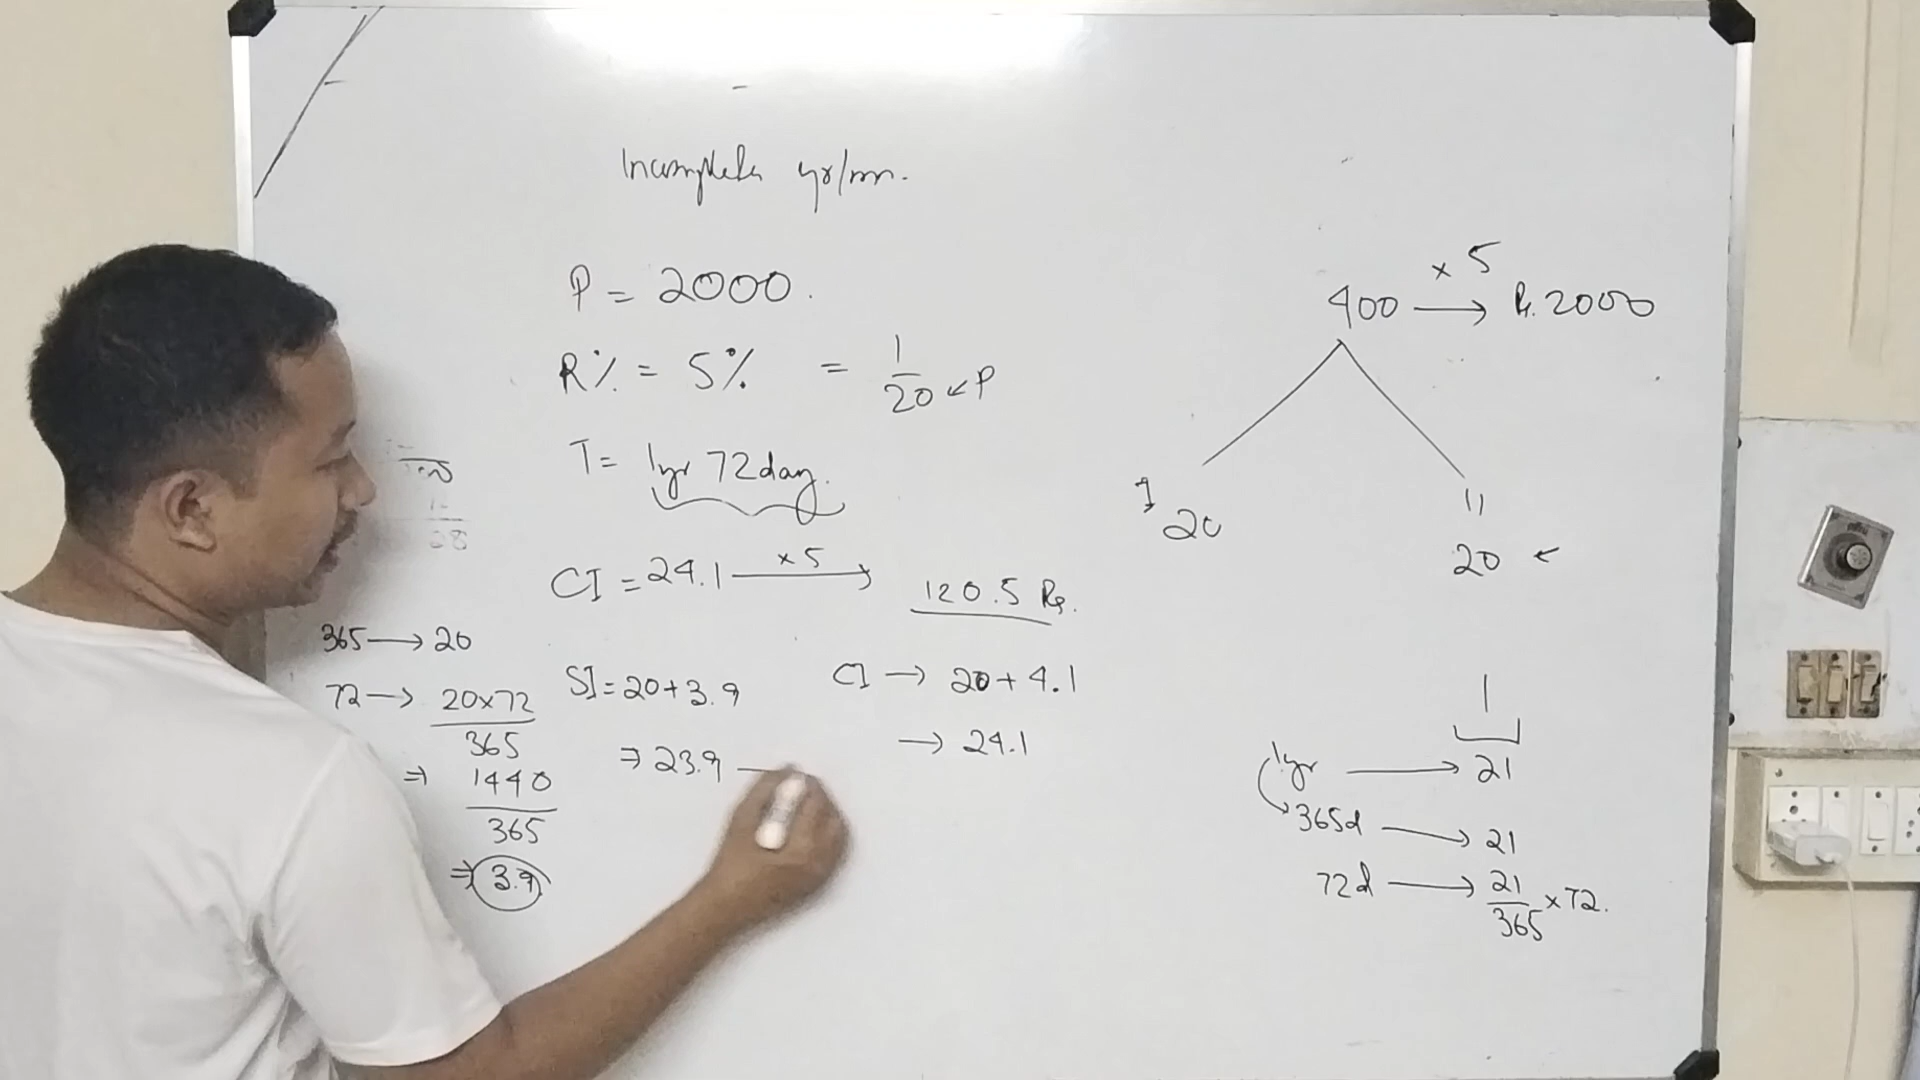 Incomplete yr/mn.
P = 2000.
R% = 5% = 1/20 ← P
T = 1yr 72day.
CI = 24.1 —×5→ 120.5 Rs.
365 → 20
72 → 20×72/365
⇒ 1440/365
⇒ 3.9
SI = 20+3.9
⇒ 23.9 —
CI → 20+4.1
→ 24.1
400 —×5→ Rs. 2000
I
20
II
20 ←
1
1yr → 21
365d → 21
72d → 21/365 ×72.